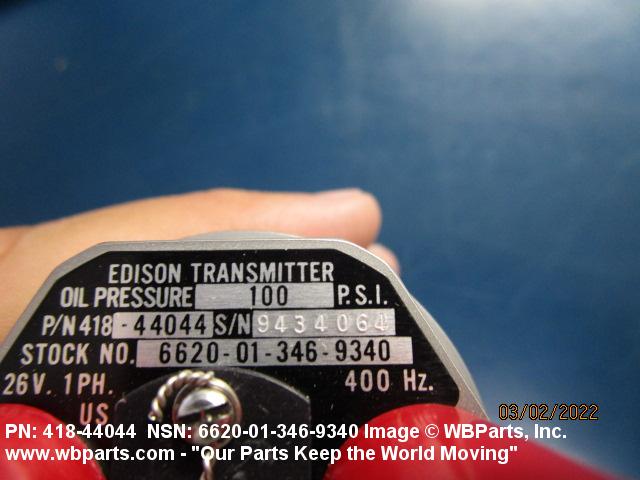 EDISON TRANSMITTER
OIL PRESSURE 100 P.S.I.
P/N 418 -44044 S/N 9434064
STOCK NO. 6620-01-346-9340
26V. 1PH. 400 Hz.
US
03/02/2022
PN: 418-44044 NSN: 6620-01-346-9340 Image © WBParts, Inc.
www.wbparts.com - "Our Parts Keep the World Moving"